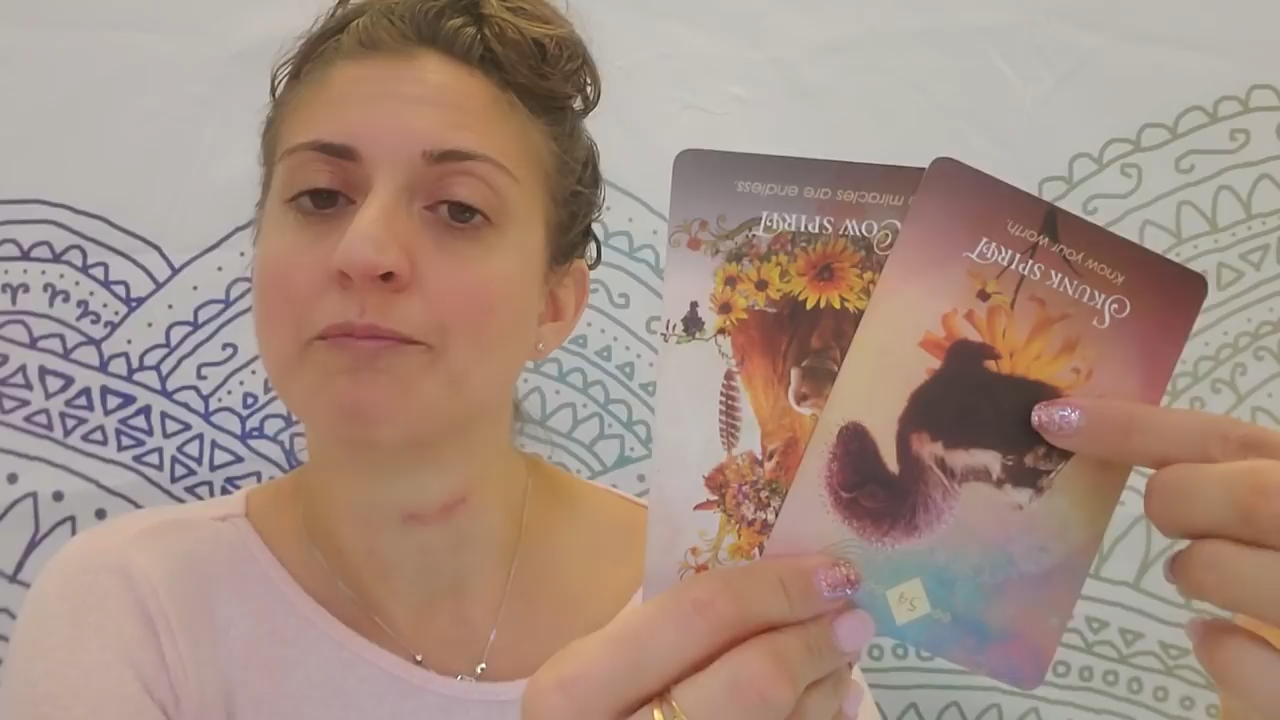 COW SPIRIT
miracles are endless.
SKUNK SPIRIT
Know your worth.